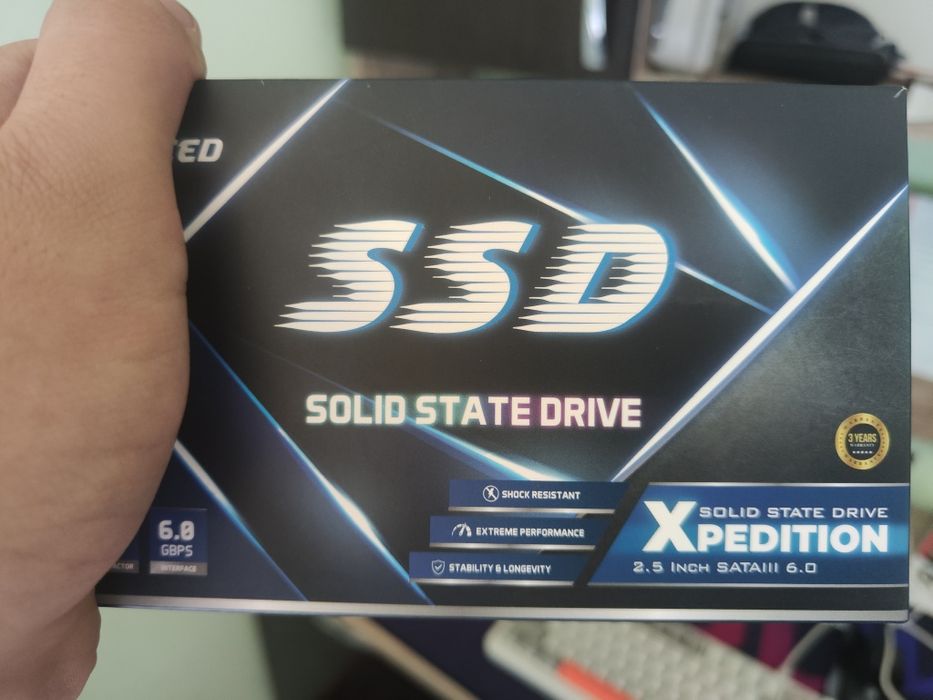 SSD
SOLID STATE DRIVE
3 YEARS
WARRANTY
SHOCK RESISTANT
EXTREME PERFORMANCE
STABILITY & LONGEVITY
6.0
GBPS
INTERFACE
SOLID STATE DRIVE
XPEDITION
2.5 INCH SATAIII 6.0